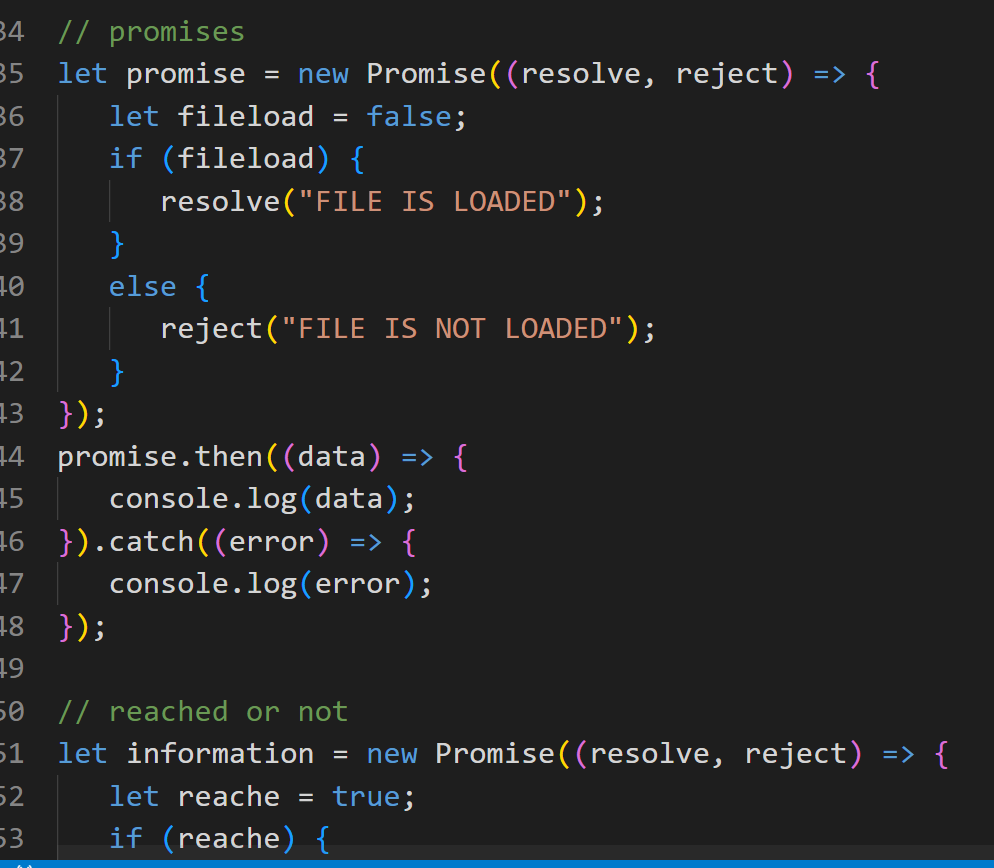 34 // promises
35 let promise = new Promise((resolve, reject) => {
36 let fileload = false;
37 if (fileload) {
38 resolve("FILE IS LOADED");
39 }
40 else {
41 reject("FILE IS NOT LOADED");
42 }
43 });
44 promise.then((data) => {
45 console.log(data);
46 }).catch((error) => {
47 console.log(error);
48 });
49
50 // reached or not
51 let information = new Promise((resolve, reject) => {
52 let reache = true;
53 if (reache) {